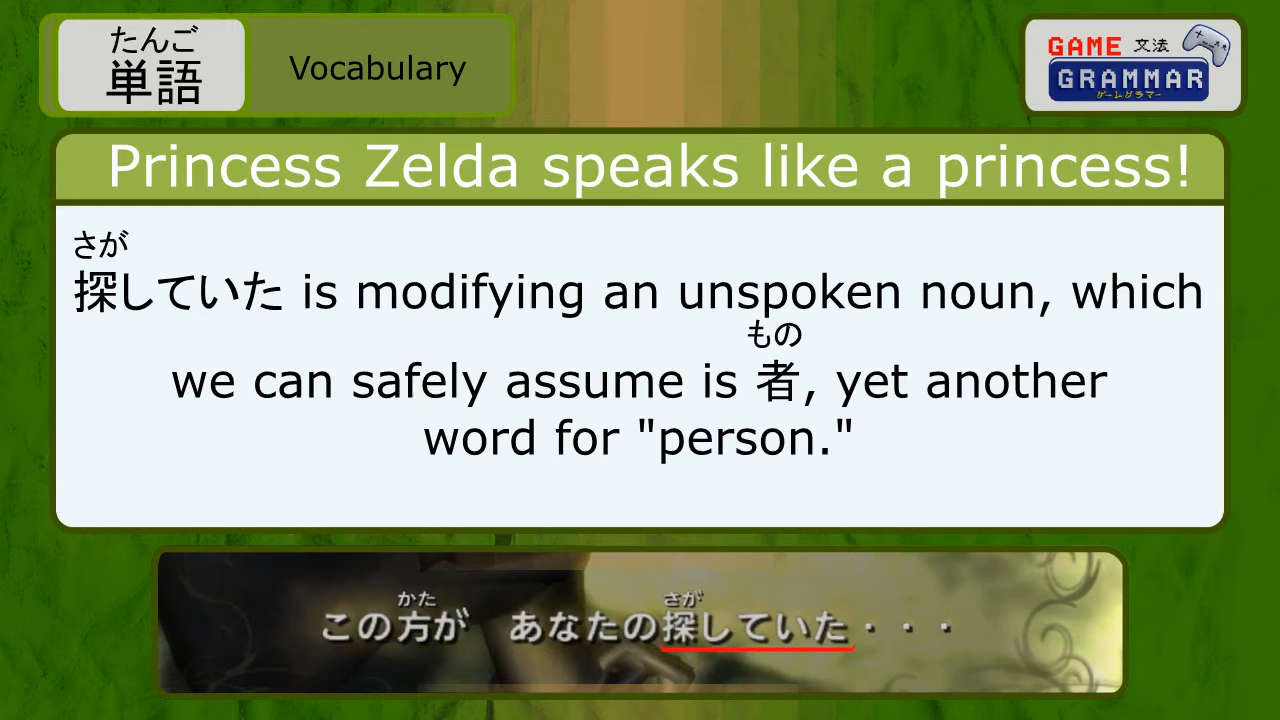 たんご
単語
Vocabulary
GAME 文法
GRAMMAR
ゲームグラマー
Princess Zelda speaks like a princess!
さが
探していた is modifying an unspoken noun, which
もの
we can safely assume is 者, yet another
word for "person."
かた さが
この方が あなたの探していた・・・